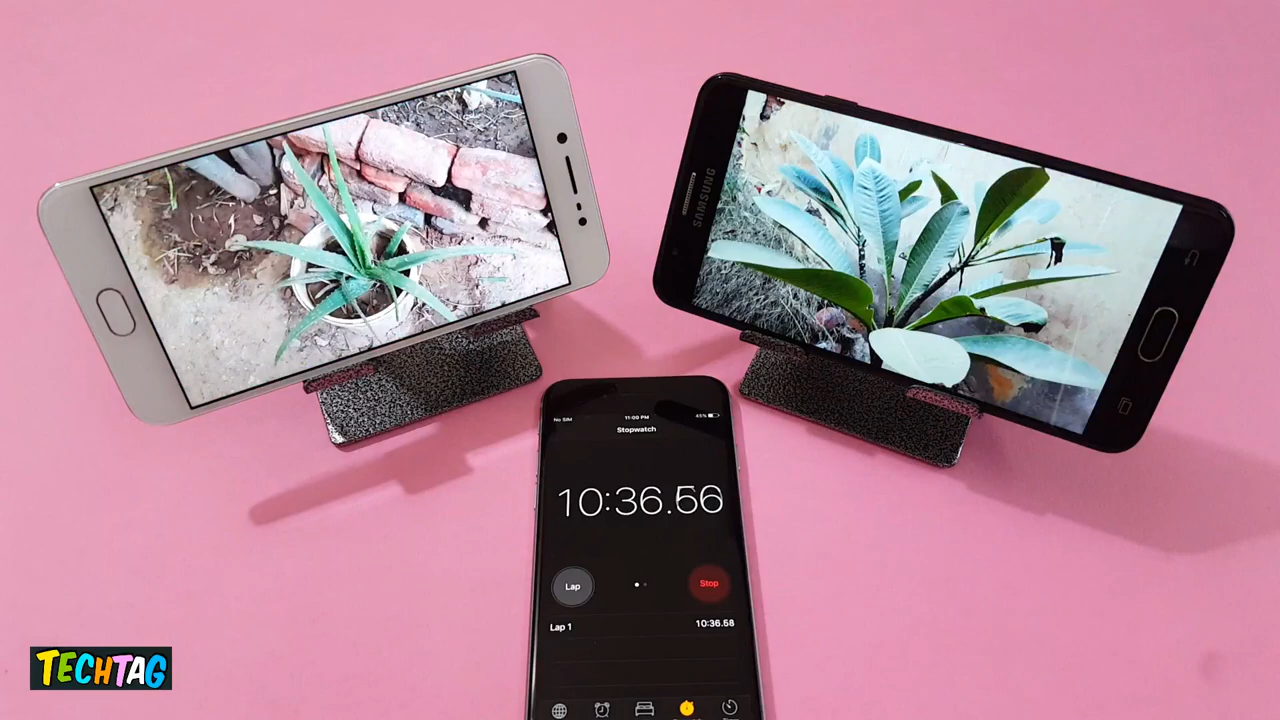 SAMSUNG
No SIM 11:00 PM 45%
Stopwatch
10:36.56
Lap Stop
Lap 1 10:36.58
TECHTAG